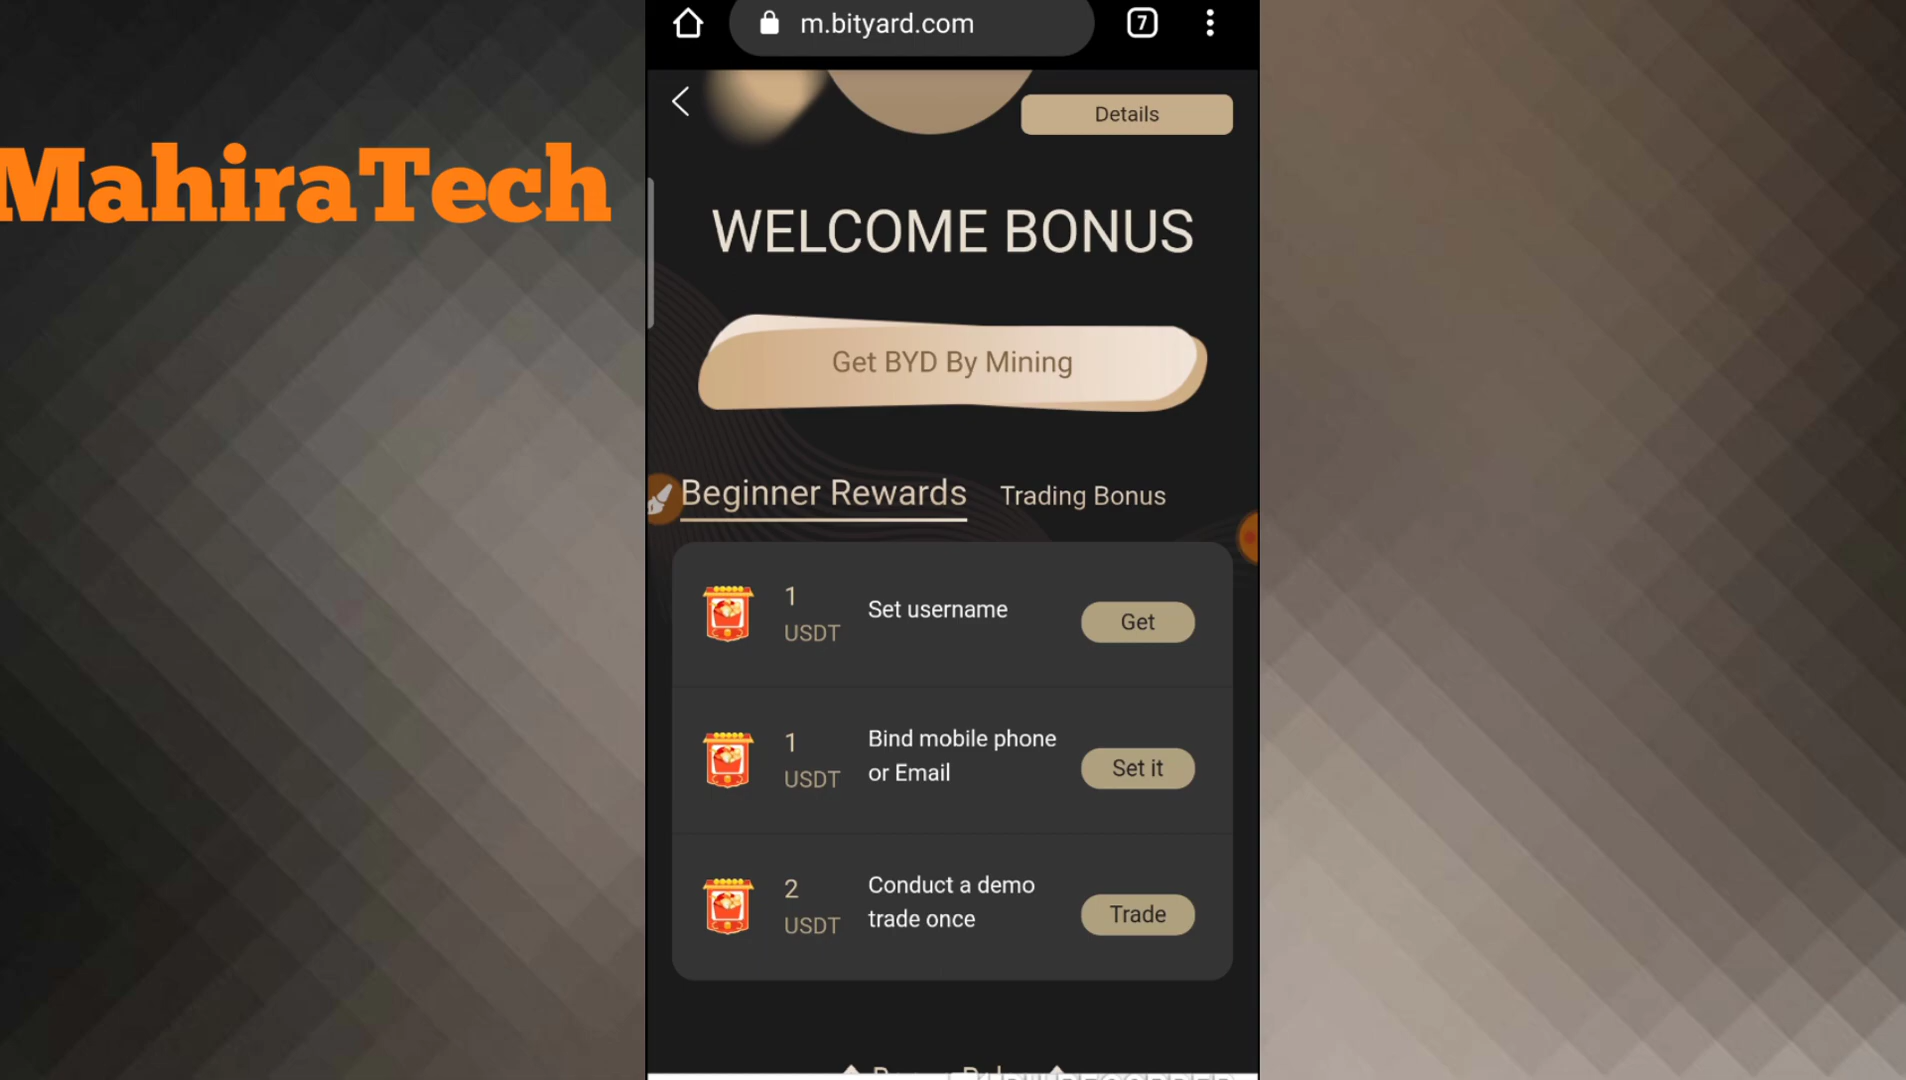 m.bityard.com
7
MahiraTech
Details
WELCOME BONUS
Get BYD By Mining
Beginner Rewards
Trading Bonus
1
USDT
Set username
Get
1
USDT
Bind mobile phone
or Email
Set it
2
USDT
Conduct a demo
trade once
Trade